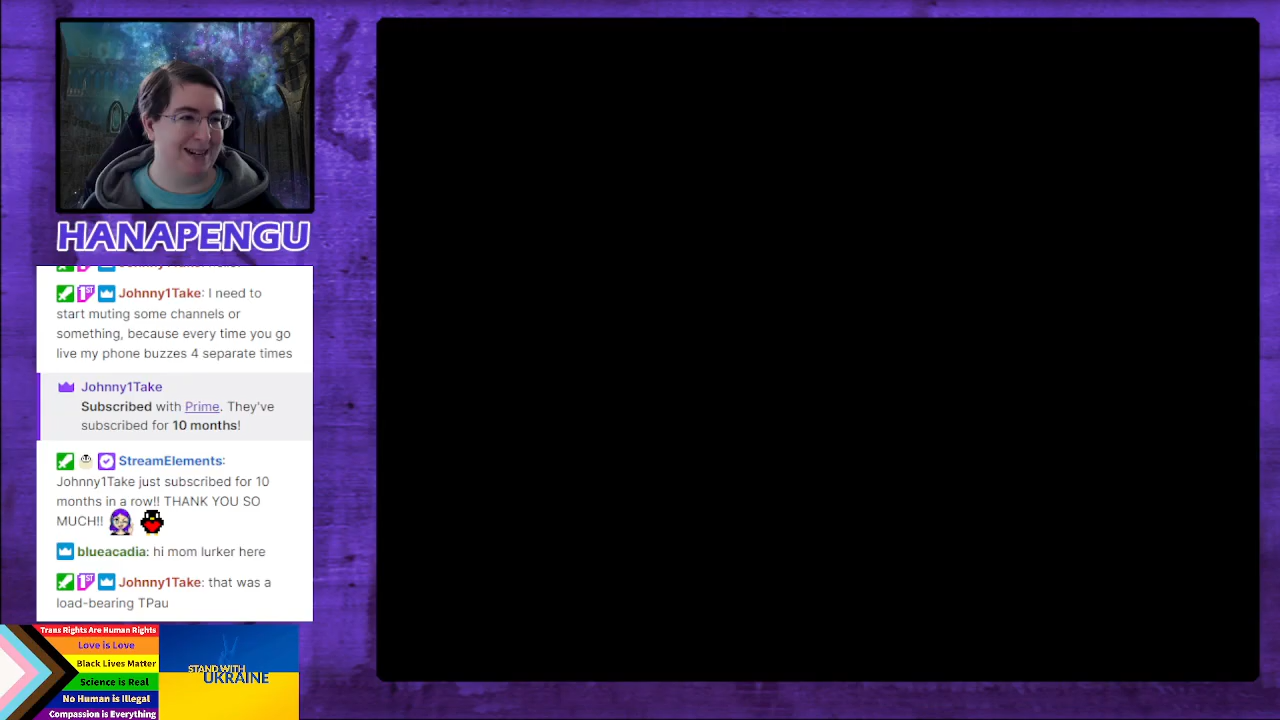 HANAPENGU
Johnny1Take: I need to
start muting some channels or
something, because every time you go
live my phone buzzes 4 separate times
Johnny1Take
Subscribed with Prime. They've
subscribed for 10 months!
StreamElements:
Johnny1Take just subscribed for 10
months in a row!! THANK YOU SO
MUCH!!
blueacadia: hi mom lurker here
Johnny1Take: that was a
load-bearing TPau
Trans Rights Are Human Rights
Love is Love
Black Lives Matter
Science is Real
No Human is Illegal
Compassion is Everything
STAND WITH
UKRAINE